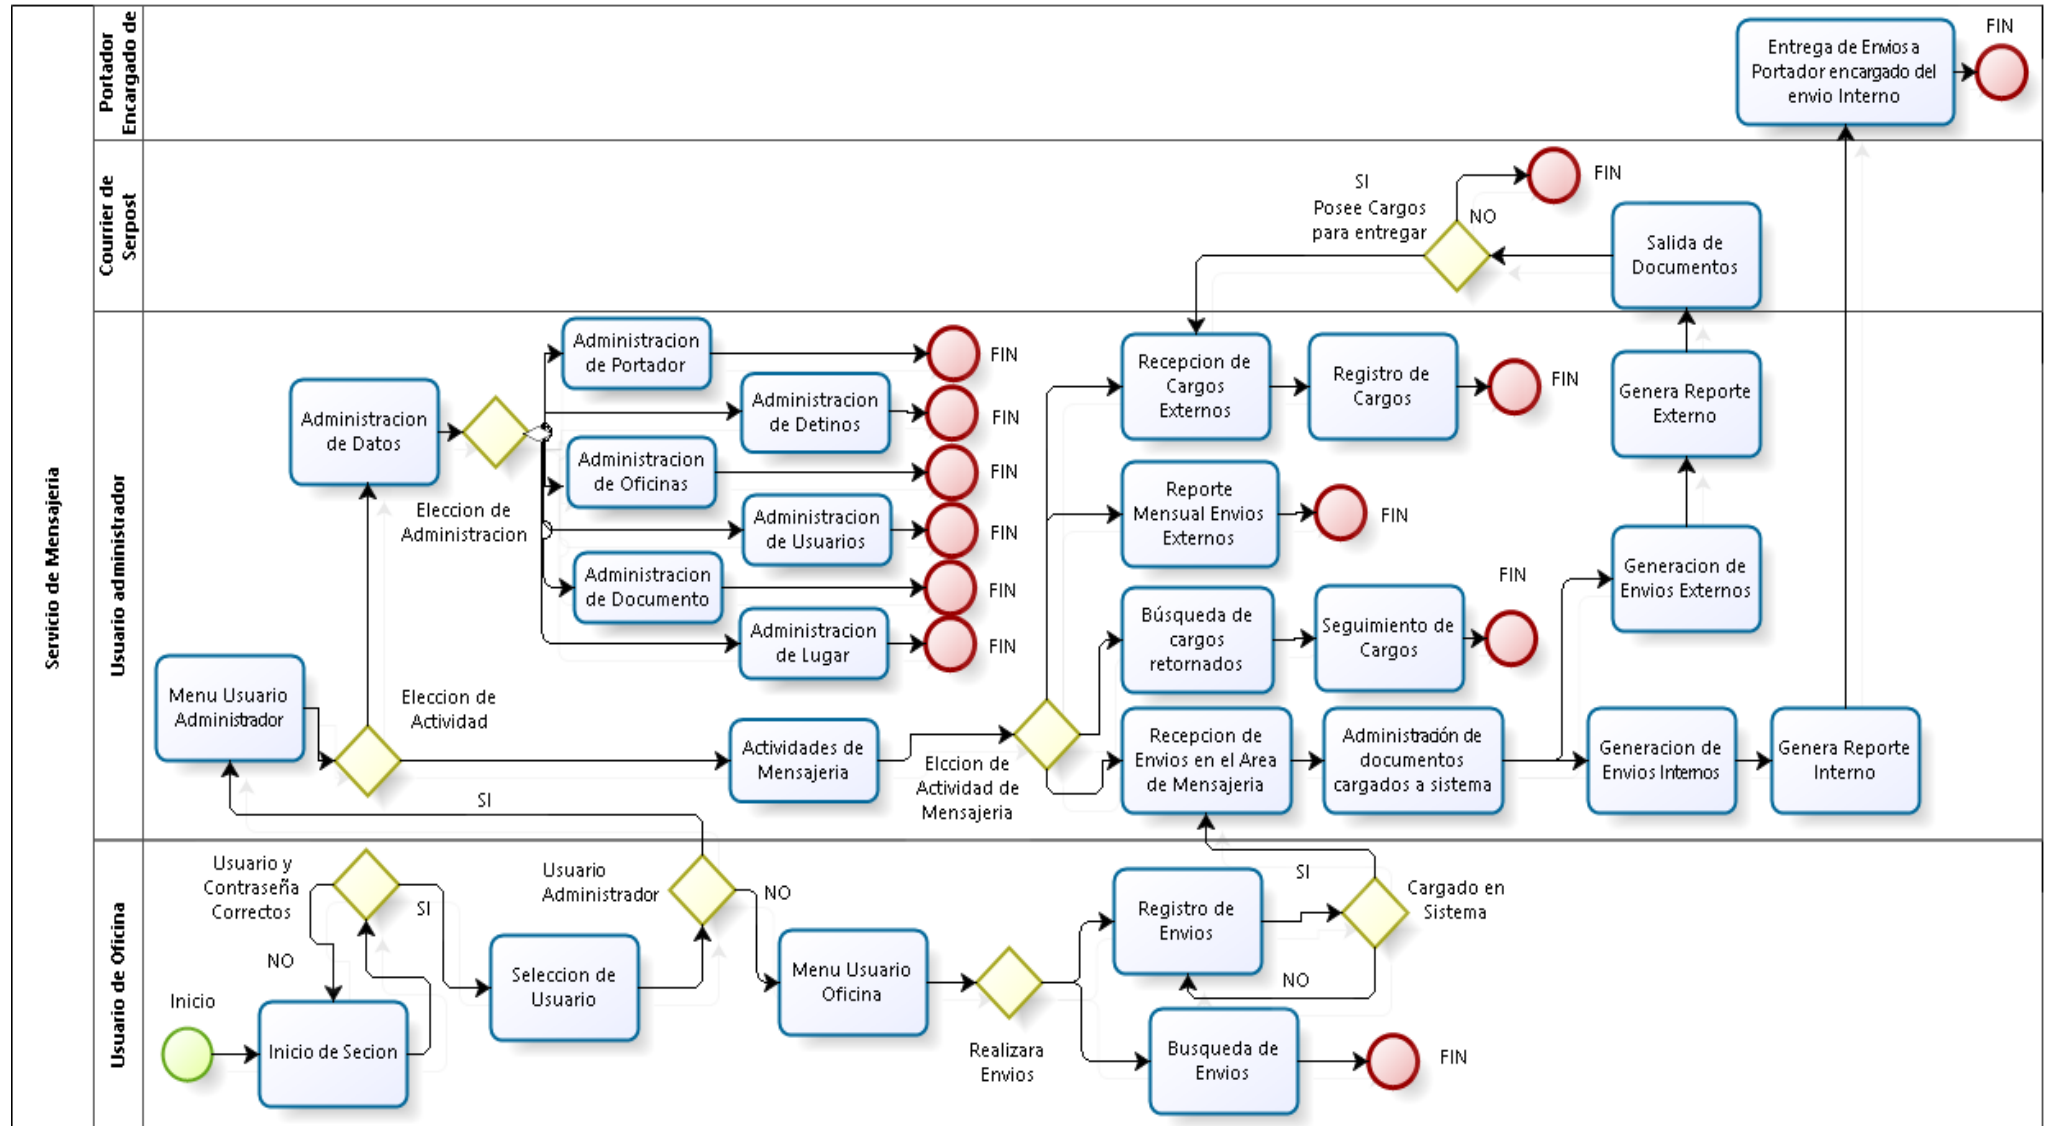 Servicio de Mensajeria
Portador
Encargado de
Entrega de Envios a
Portador encargado del
envio Interno
FIN
Courrier de
Serpost
SI
Posee Cargos
para entregar
NO
FIN
Salida de
Documentos
Usuario administrador
Administracion
de Datos
Eleccion de
Administracion
Administracion
de Portador
FIN
Administracion
de Detinos
FIN
Administracion
de Oficinas
FIN
Administracion
de Usuarios
FIN
Administracion
de Documento
FIN
Administracion
de Lugar
FIN
Menu Usuario
Administrador
Eleccion de
Actividad
Actividades de
Mensajeria
Elccion de
Actividad de
Mensajeria
Recepcion de
Cargos
Externos
Registro de
Cargos
FIN
Reporte
Mensual Envios
Externos
FIN
Búsqueda de
cargos
retornados
Seguimiento de
Cargos
FIN
Recepcion de
Envios en el Area
de Mensajeria
Administración de
documentos
cargados a sistema
Genera Reporte
Externo
Generacion de
Envios Externos
Generacion de
Envios Internos
Genera Reporte
Interno
SI
Usuario de Oficina
Usuario y
Contraseña
Correctos
SI
NO
Inicio
Inicio de Secion
Seleccion de
Usuario
Usuario
Administrador
NO
Menu Usuario
Oficina
Realizara
Envios
Registro de
Envios
SI
Cargado en
Sistema
NO
Busqueda de
Envios
FIN